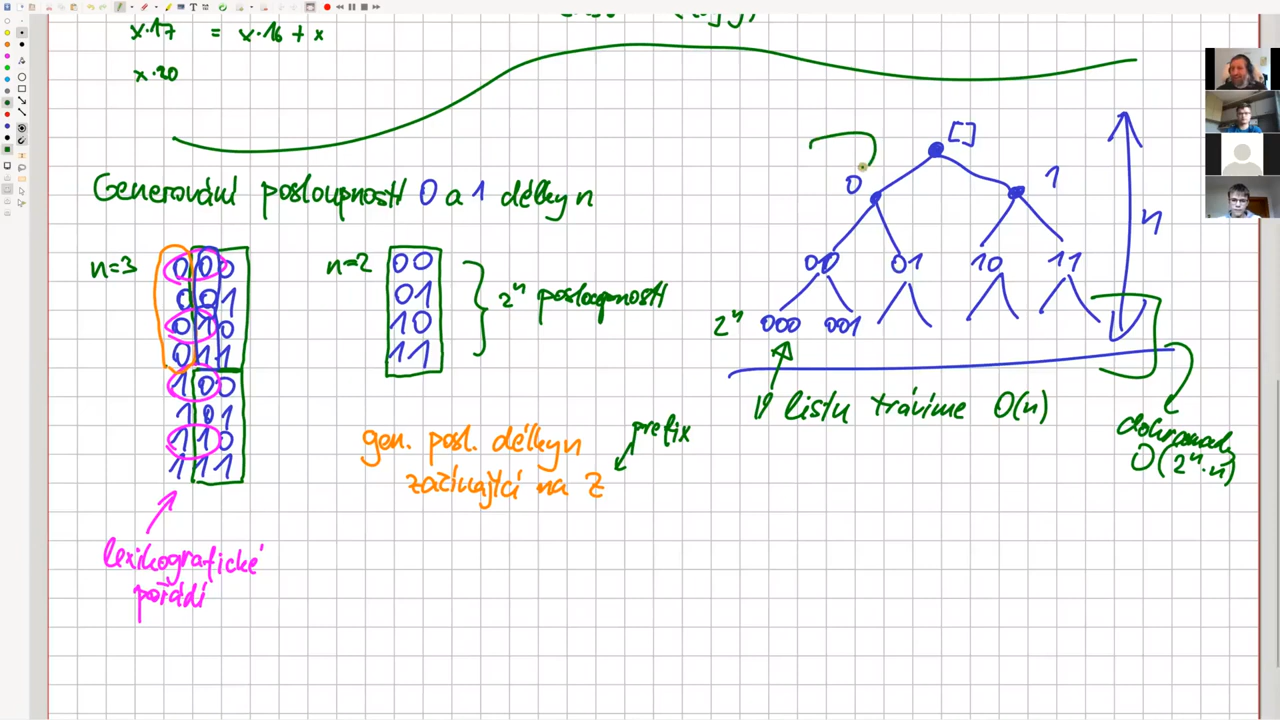 x·17 = x·16 + x
x·20
Generování posloupností 0 a 1 délky n
n=3
000
001
010
011
100
101
110
111
lexikografické
pořádí
n=2
00
01
10
11
2ⁿ posloupností
gen. posl. délky n
začínající na z
prefix
[]
0 1
00 01 10 11
n
2ⁿ 000 001
V listu trávíme O(n)
dohromady
O(2ⁿ·n)